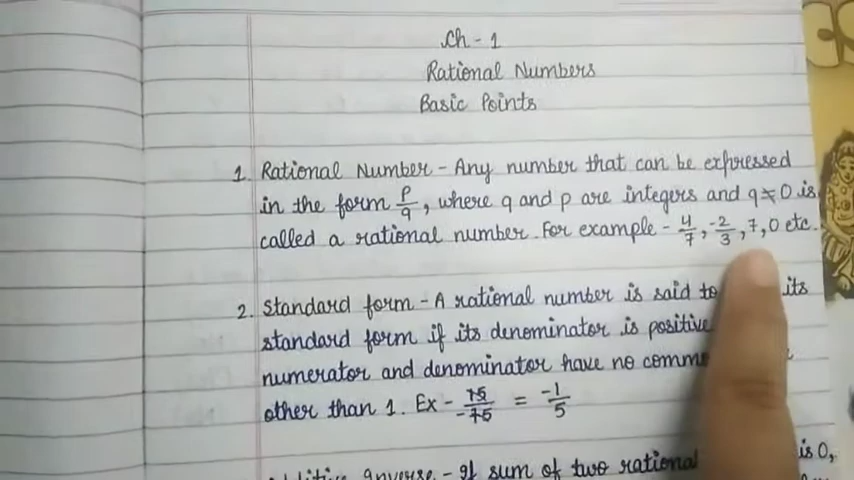 Ch - 1
Rational Numbers
Basic Points
1. Rational Number - Any number that can be expressed
in the form p/q, where q and p are integers and q ≠ 0 is
called a rational number. For example - 4/7, -2/3, 7, 0 etc.
2. Standard form - A rational number is said to its
standard form if its denominator is positive
numerator and denominator have no
other than 1. Ex - 15/-75 = -1/5
inverse - If sum of two rational is 0,